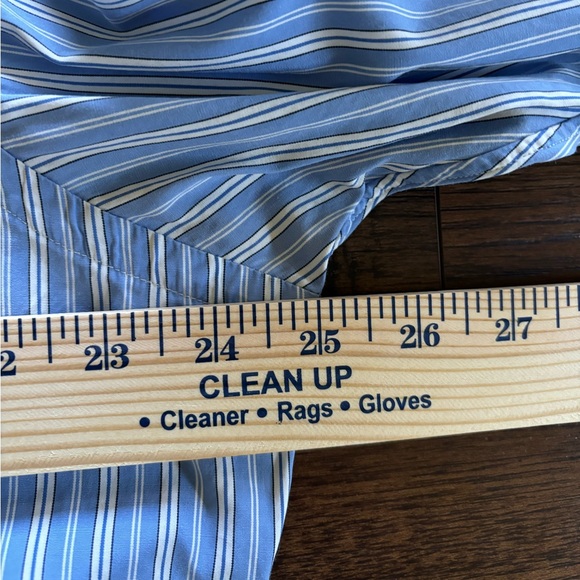 2 23 24 25 26 27
CLEAN UP
• Cleaner • Rags • Gloves